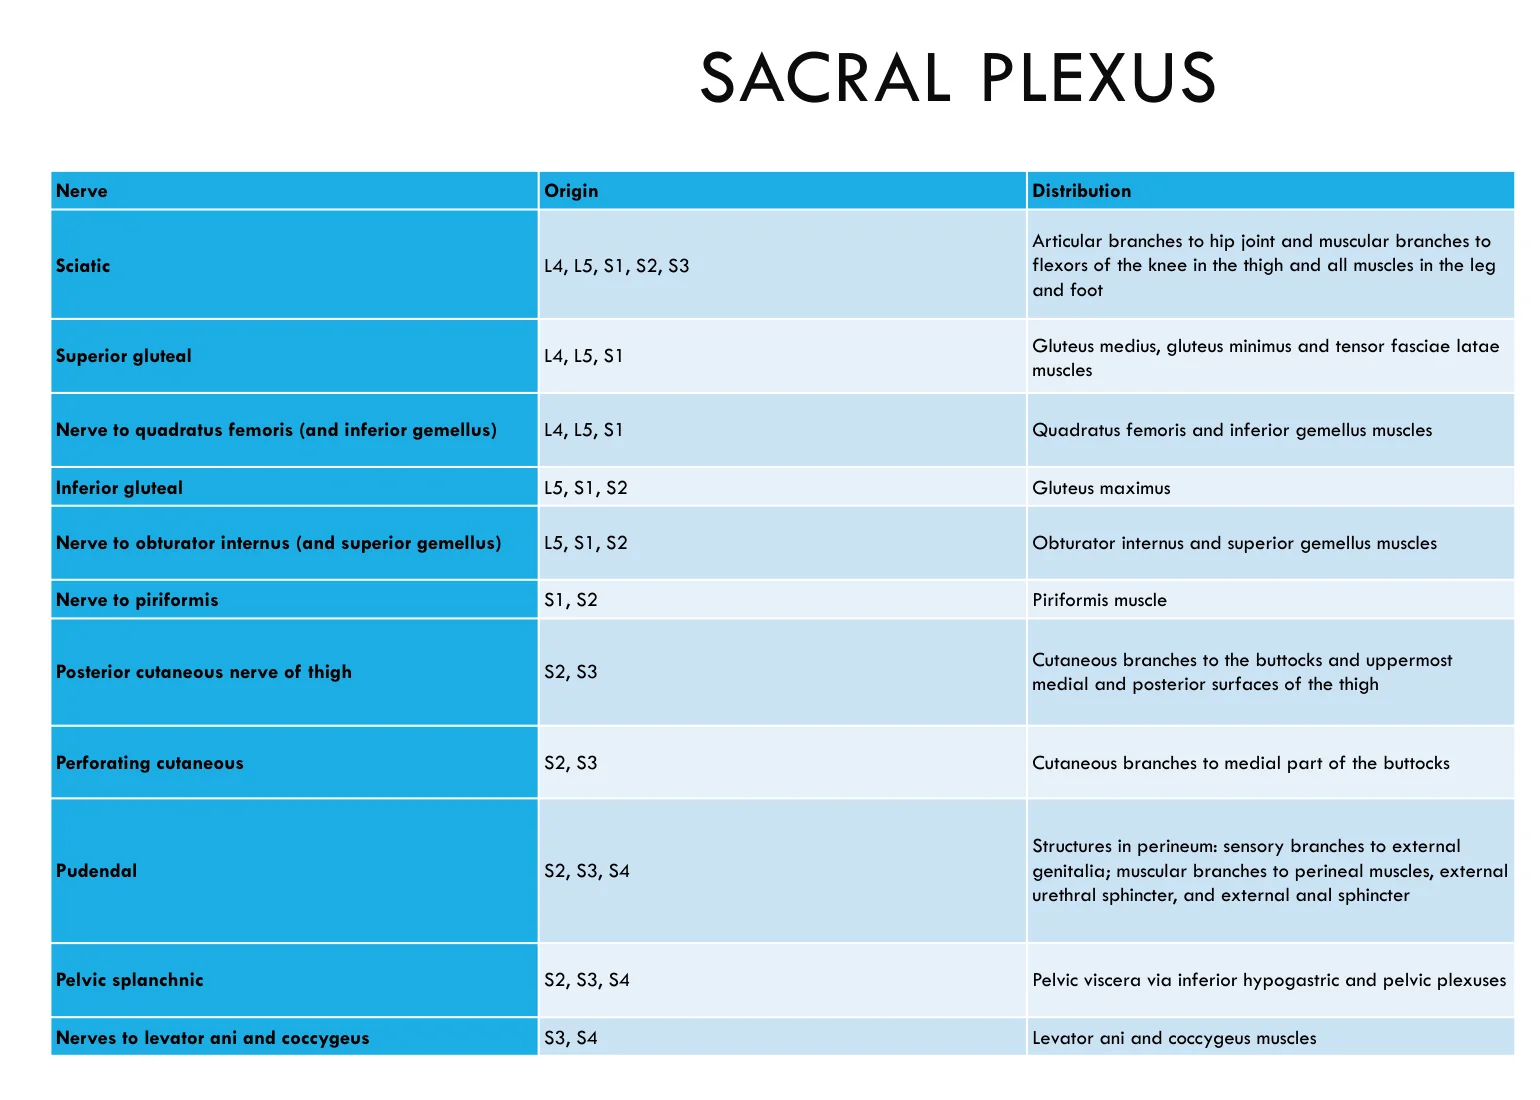 SACRAL PLEXUS
Nerve
Origin
Distribution
Sciatic
L4, L5, S1, S2, S3
Articular branches to hip joint and muscular branches to
flexors of the knee in the thigh and all muscles in the leg
and foot
Superior gluteal
L4, L5, S1
Gluteus medius, gluteus minimus and tensor fasciae latae
muscles
Nerve to quadratus femoris (and inferior gemellus)
L4, L5, S1
Quadratus femoris and inferior gemellus muscles
Inferior gluteal
L5, S1, S2
Gluteus maximus
Nerve to obturator internus (and superior gemellus)
L5, S1, S2
Obturator internus and superior gemellus muscles
Nerve to piriformis
S1, S2
Piriformis muscle
Posterior cutaneous nerve of thigh
S2, S3
Cutaneous branches to the buttocks and uppermost
medial and posterior surfaces of the thigh
Perforating cutaneous
S2, S3
Cutaneous branches to medial part of the buttocks
Pudendal
S2, S3, S4
Structures in perineum: sensory branches to external
genitalia; muscular branches to perineal muscles, external
urethral sphincter, and external anal sphincter
Pelvic splanchnic
S2, S3, S4
Pelvic viscera via inferior hypogastric and pelvic plexuses
Nerves to levator ani and coccygeus
S3, S4
Levator ani and coccygeus muscles